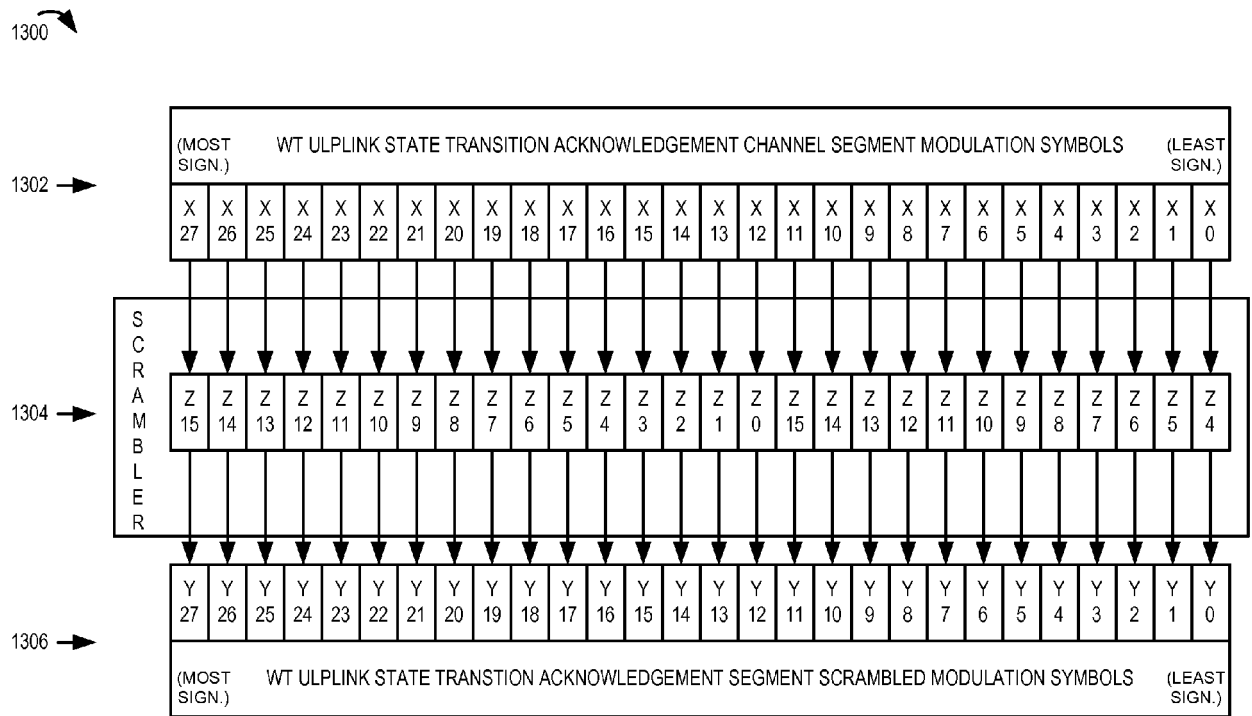 1300
(MOST SIGN.) WT ULPLINK STATE TRANSITION ACKNOWLEDGEMENT CHANNEL SEGMENT MODULATION SYMBOLS (LEAST SIGN.)
1302
X X X X X X X X X X X X X X X X X X X X X X X X X X X X
27 26 25 24 23 22 21 20 19 18 17 16 15 14 13 12 11 10 9 8 7 6 5 4 3 2 1 0
SCRAMBLER
1304
Z Z Z Z Z Z Z Z Z Z Z Z Z Z Z Z Z Z Z Z Z Z Z Z Z Z Z Z
15 14 13 12 11 10 9 8 7 6 5 4 3 2 1 0 15 14 13 12 11 10 9 8 7 6 5 4
Y Y Y Y Y Y Y Y Y Y Y Y Y Y Y Y Y Y Y Y Y Y Y Y Y Y Y Y
27 26 25 24 23 22 21 20 19 18 17 16 15 14 13 12 11 10 9 8 7 6 5 4 3 2 1 0
1306
(MOST SIGN.) WT ULPLINK STATE TRANSTION ACKNOWLEDGEMENT SEGMENT SCRAMBLED MODULATION SYMBOLS (LEAST SIGN.)